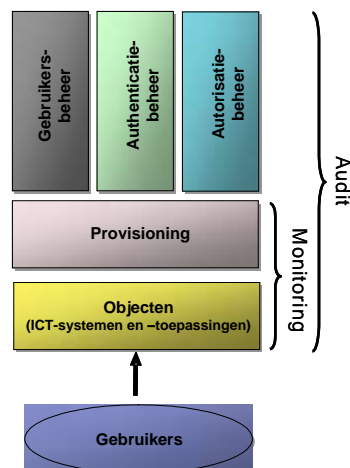 Gebruikers-
beheer
Authenticatie-
beheer
Autorisatie-
beheer
Audit
Provisioning
Monitoring
Objecten
(ICT-systemen en –toepassingen)
Gebruikers